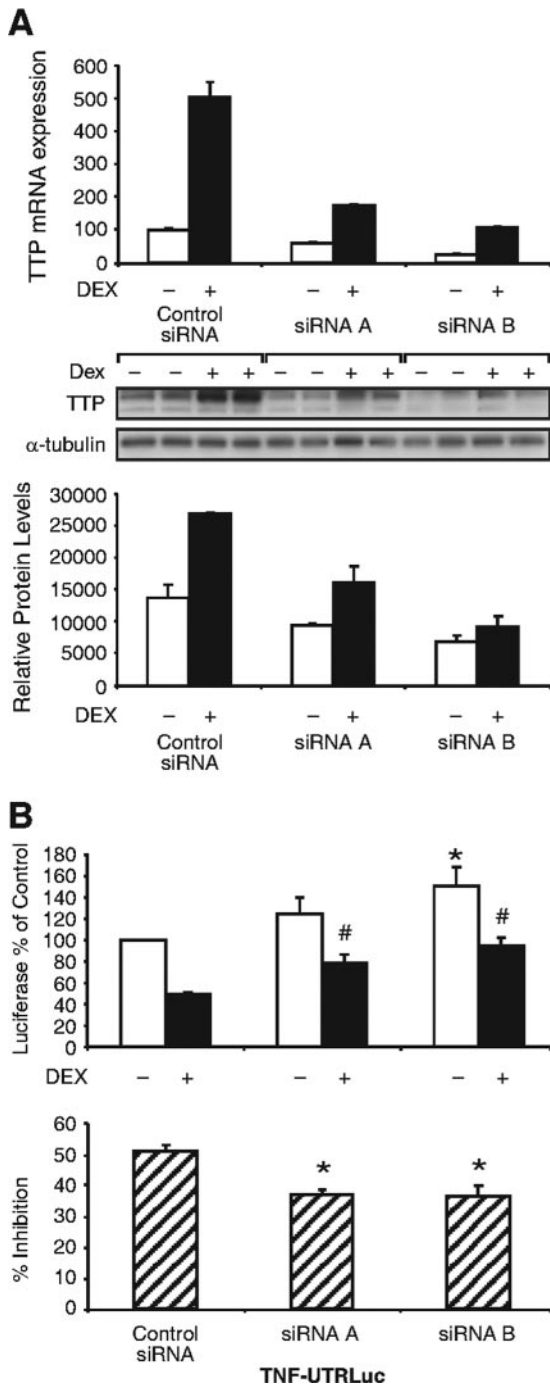 A
TTP mRNA expression
600
500
400
300
200
100
0
DEX − + − + − +
Control siRNA siRNA A siRNA B
Dex − − + + − − + + − − + +
TTP
α-tubulin
Relative Protein Levels
30000
25000
20000
15000
10000
5000
0
DEX − + − + − +
Control siRNA siRNA A siRNA B
B
Luciferase % of Control
180
160
140
120
100
80
60
40
20
0
# * #
DEX − + − + − +
% Inhibition
60
50
40
30
20
10
0
* *
Control siRNA siRNA A siRNA B
TNF-UTRLuc